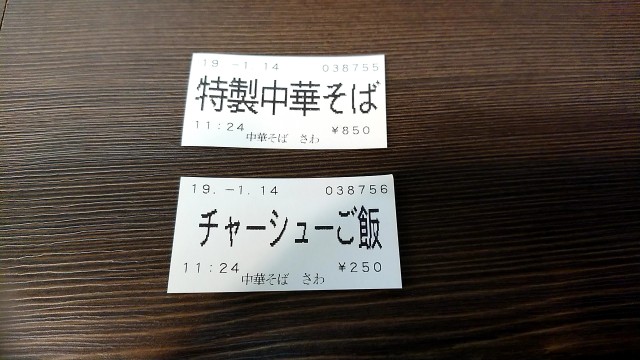 19. -1. 14 038755
特製中華そば
11:24 ¥850
中華そば さわ
19. -1. 14 038756
チャーシューご飯
11:24 ¥250
中華そば さわ